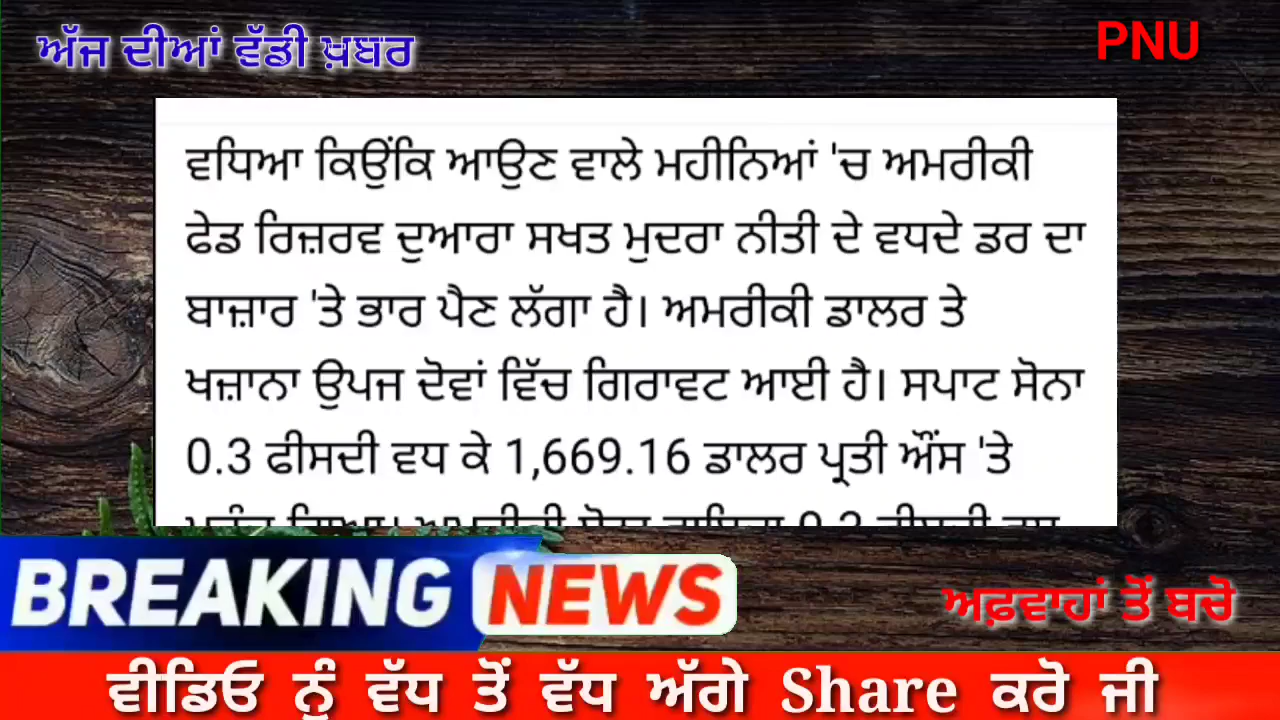 ਅੱਜ ਦੀਆਂ ਵੱਡੀ ਖ਼ਬਰ
PNU
ਵਧਿਆ ਕਿਉਂਕਿ ਆਉਣ ਵਾਲੇ ਮਹੀਨਿਆਂ 'ਚ ਅਮਰੀਕੀ
ਫੇਡ ਰਿਜ਼ਰਵ ਦੁਆਰਾ ਸਖਤ ਮੁਦਰਾ ਨੀਤੀ ਦੇ ਵਧਦੇ ਡਰ ਦਾ
ਬਾਜ਼ਾਰ 'ਤੇ ਭਾਰ ਪੈਣ ਲੱਗਾ ਹੈ। ਅਮਰੀਕੀ ਡਾਲਰ ਤੇ
ਖਜ਼ਾਨਾ ਉਪਜ ਦੋਵਾਂ ਵਿੱਚ ਗਿਰਾਵਟ ਆਈ ਹੈ। ਸਪਾਟ ਸੋਨਾ
0.3 ਫੀਸਦੀ ਵਧ ਕੇ 1,669.16 ਡਾਲਰ ਪ੍ਰਤੀ ਔਂਸ 'ਤੇ
BREAKING NEWS
ਅਫ਼ਵਾਹਾਂ ਤੋਂ ਬਚੋ
ਵੀਡਿਓ ਨੂੰ ਵੱਧ ਤੋਂ ਵੱਧ ਅੱਗੇ Share ਕਰੋ ਜੀ